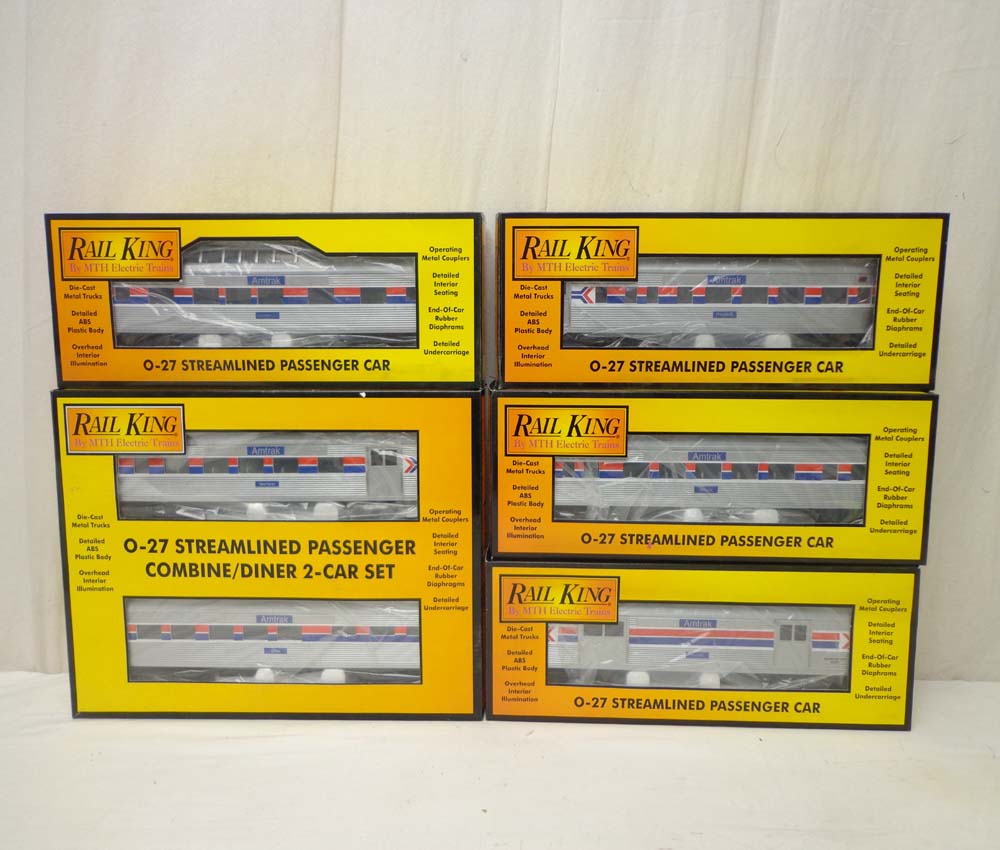 RAIL KING
By MTH Electric Trains
Die-Cast
Metal Trucks
Detailed
ABS
Plastic Body
Overhead
Interior
Illumination
Amtrak
Operating
Metal Couplers
Detailed
Interior
Seating
End-Of-Car
Rubber
Diaphrams
Detailed
Undercarriage
O-27 STREAMLINED PASSENGER CAR
RAIL KING
By MTH Electric Trains
Die-Cast
Metal Trucks
Detailed
ABS
Plastic Body
Overhead
Interior
Illumination
Amtrak
Operating
Metal Couplers
Detailed
Interior
Seating
End-Of-Car
Rubber
Diaphrams
Detailed
Undercarriage
O-27 STREAMLINED PASSENGER CAR
RAIL KING
By MTH Electric Trains
Amtrak
Die-Cast
Metal Trucks
Detailed
ABS
Plastic Body
Overhead
Interior
Illumination
O-27 STREAMLINED PASSENGER
COMBINE/DINER 2-CAR SET
Operating
Metal Couplers
Detailed
Interior
Seating
End-Of-Car
Rubber
Diaphragms
Detailed
Undercarriage
Amtrak
RAIL KING
By MTH Electric Trains
Die-Cast
Metal Trucks
Detailed
ABS
Plastic Body
Overhead
Interior
Illumination
Amtrak
Operating
Metal Couplers
Detailed
Interior
Seating
End-Of-Car
Rubber
Diaphrams
Detailed
Undercarriage
O-27 STREAMLINED PASSENGER CAR
RAIL KING
By MTH Electric Trains
Die-Cast
Metal Trucks
Detailed
ABS
Plastic Body
Overhead
Interior
Illumination
Amtrak
Operating
Metal Couplers
Detailed
Interior
Seating
End-Of-Car
Rubber
Diaphrams
Detailed
Undercarriage
O-27 STREAMLINED PASSENGER CAR